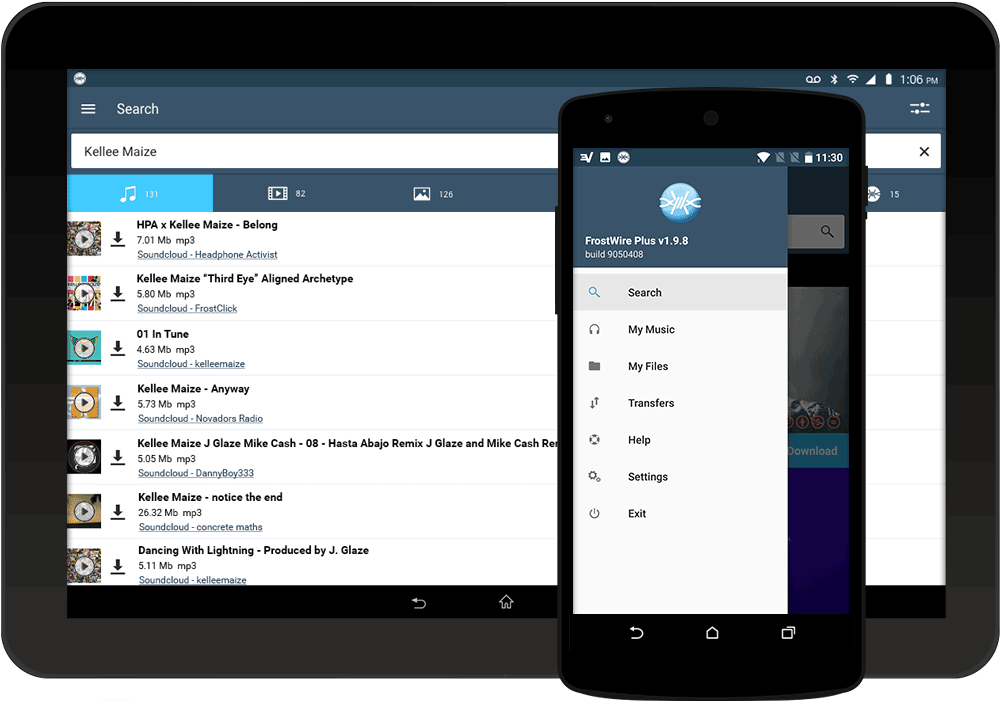 1:06 PM
Search
Kellee Maize
131
82
126
15
HPA x Kellee Maize - Belong
7.01 Mb mp3
Soundcloud - Headphone Activist
Kellee Maize “Third Eye” Aligned Archetype
5.80 Mb mp3
Soundcloud - FrostClick
01 In Tune
4.63 Mb mp3
Soundcloud - kelleemaize
Kellee Maize - Anyway
5.73 Mb mp3
Soundcloud - Novadors Radio
Kellee Maize J Glaze Mike Cash - 08 - Hasta Abajo Remix J Glaze and Mike Cash Rer
5.05 Mb mp3
Soundcloud - DannyBoy333
Kellee Maize - notice the end
26.32 Mb mp3
Soundcloud - concrete maths
Dancing With Lightning - Produced by J. Glaze
5.11 Mb mp3
Soundcloud - kelleemaize
11:30
FrostWire Plus v1.9.8
build 9050408
Search
My Music
My Files
Transfers
Help
Settings
Exit
Download